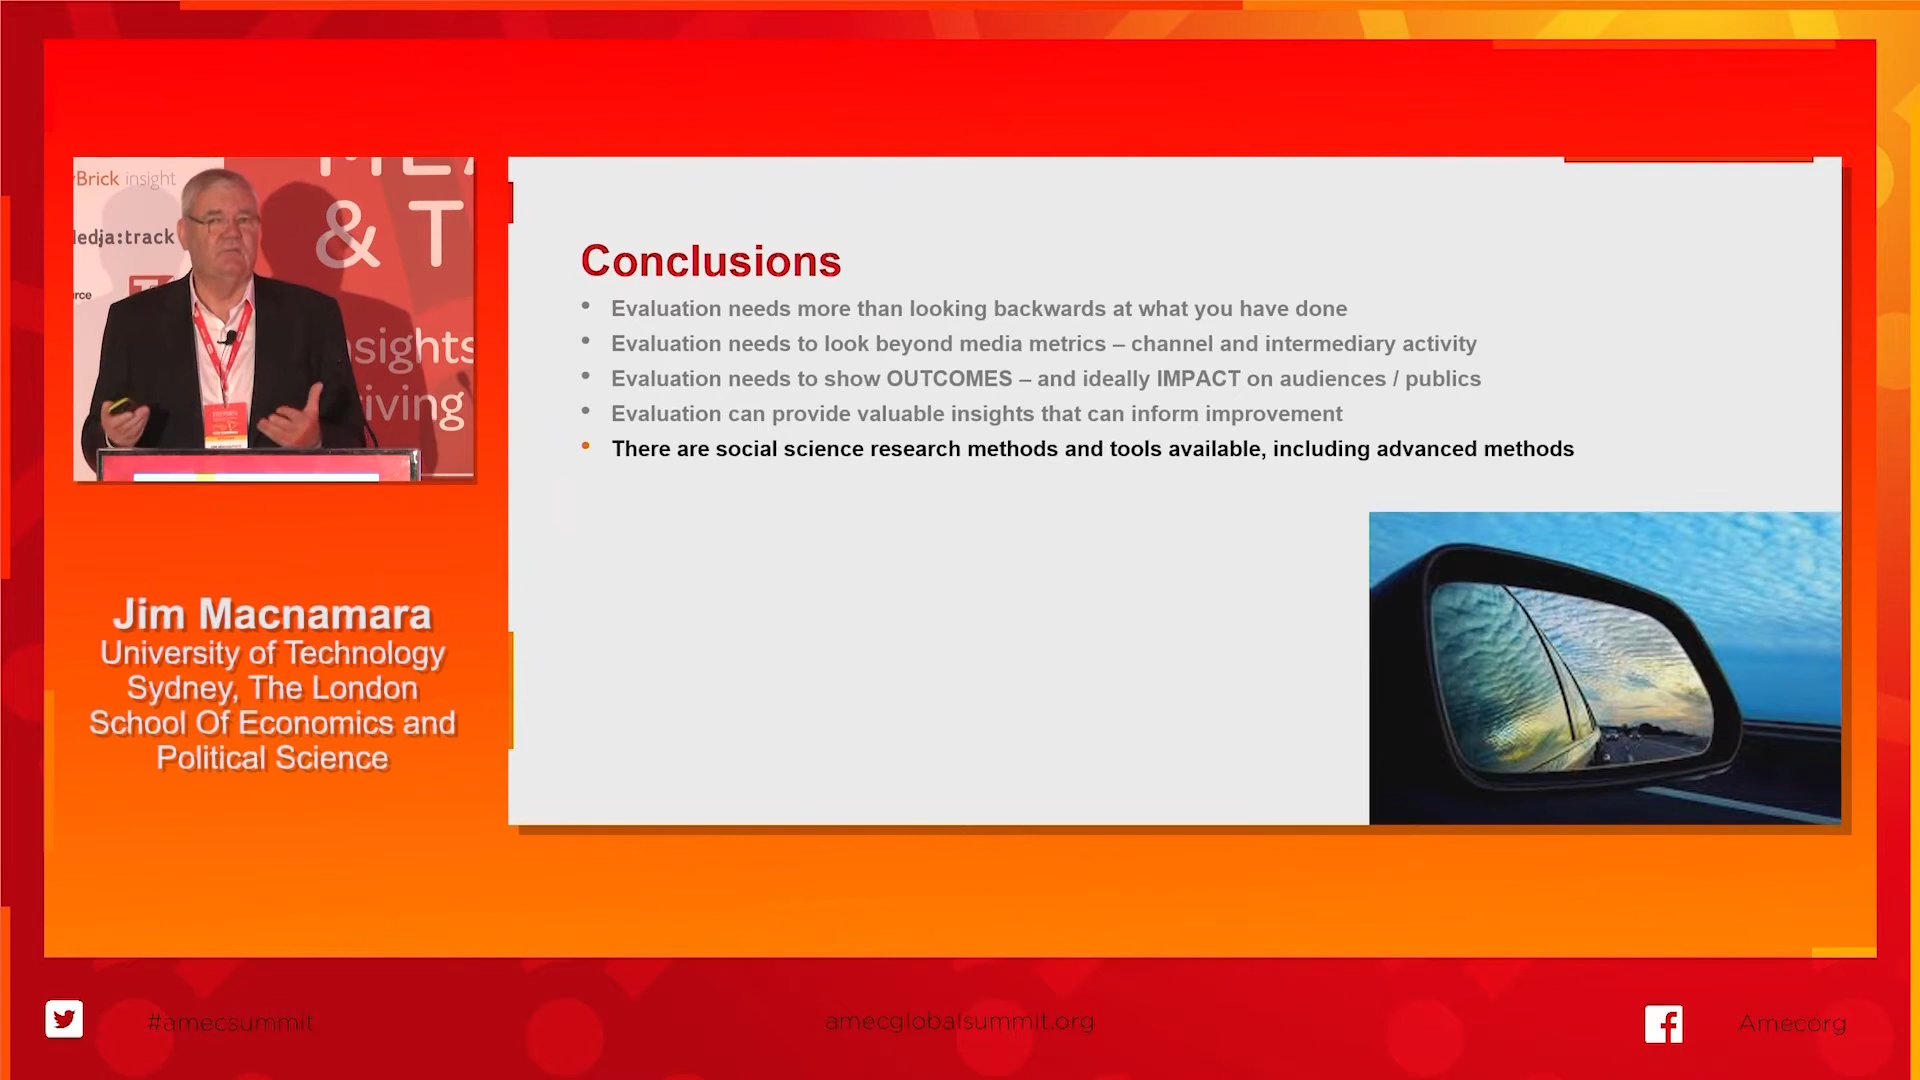 Brick insight
edia:track
& T
sights
iving
Jim Macnamara
University of Technology
Sydney, The London
School Of Economics and
Political Science
Conclusions
• Evaluation needs more than looking backwards at what you have done
• Evaluation needs to look beyond media metrics – channel and intermediary activity
• Evaluation needs to show OUTCOMES – and ideally IMPACT on audiences / publics
• Evaluation can provide valuable insights that can inform improvement
• There are social science research methods and tools available, including advanced methods
#amecsummit
amecglobalsummit.org
Amecorg